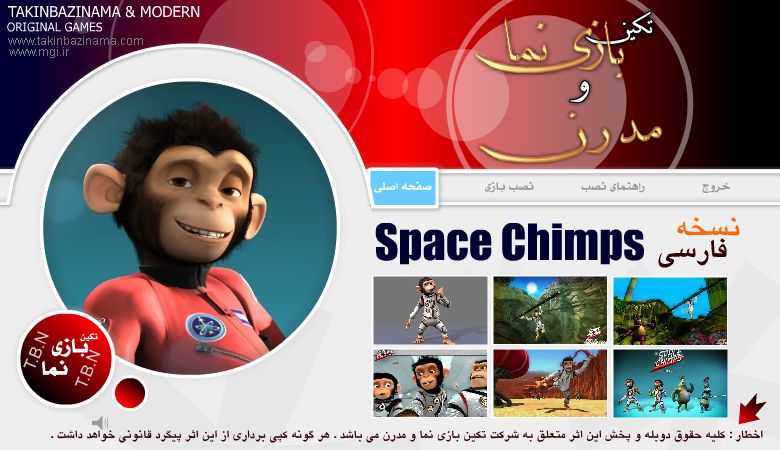 TAKINBAZINAMA & MODERN
ORIGINAL GAMES
www.takinbazinama.com
www.mgi.ir
تکین
بازی نما
و
مدرن
صفحه اصلی
نصب بازی
راهنمای نصب
خروج
Space Chimps
نسخه
فارسی
T.B.N
تکین
بازی
نما
T.B.N
اخطار : کلیه حقوق دوبله و پخش این اثر متعلق به شرکت تکین بازی نما و مدرن می باشد . هر گونه کپی برداری از این اثر پیگرد قانونی خواهد داشت .